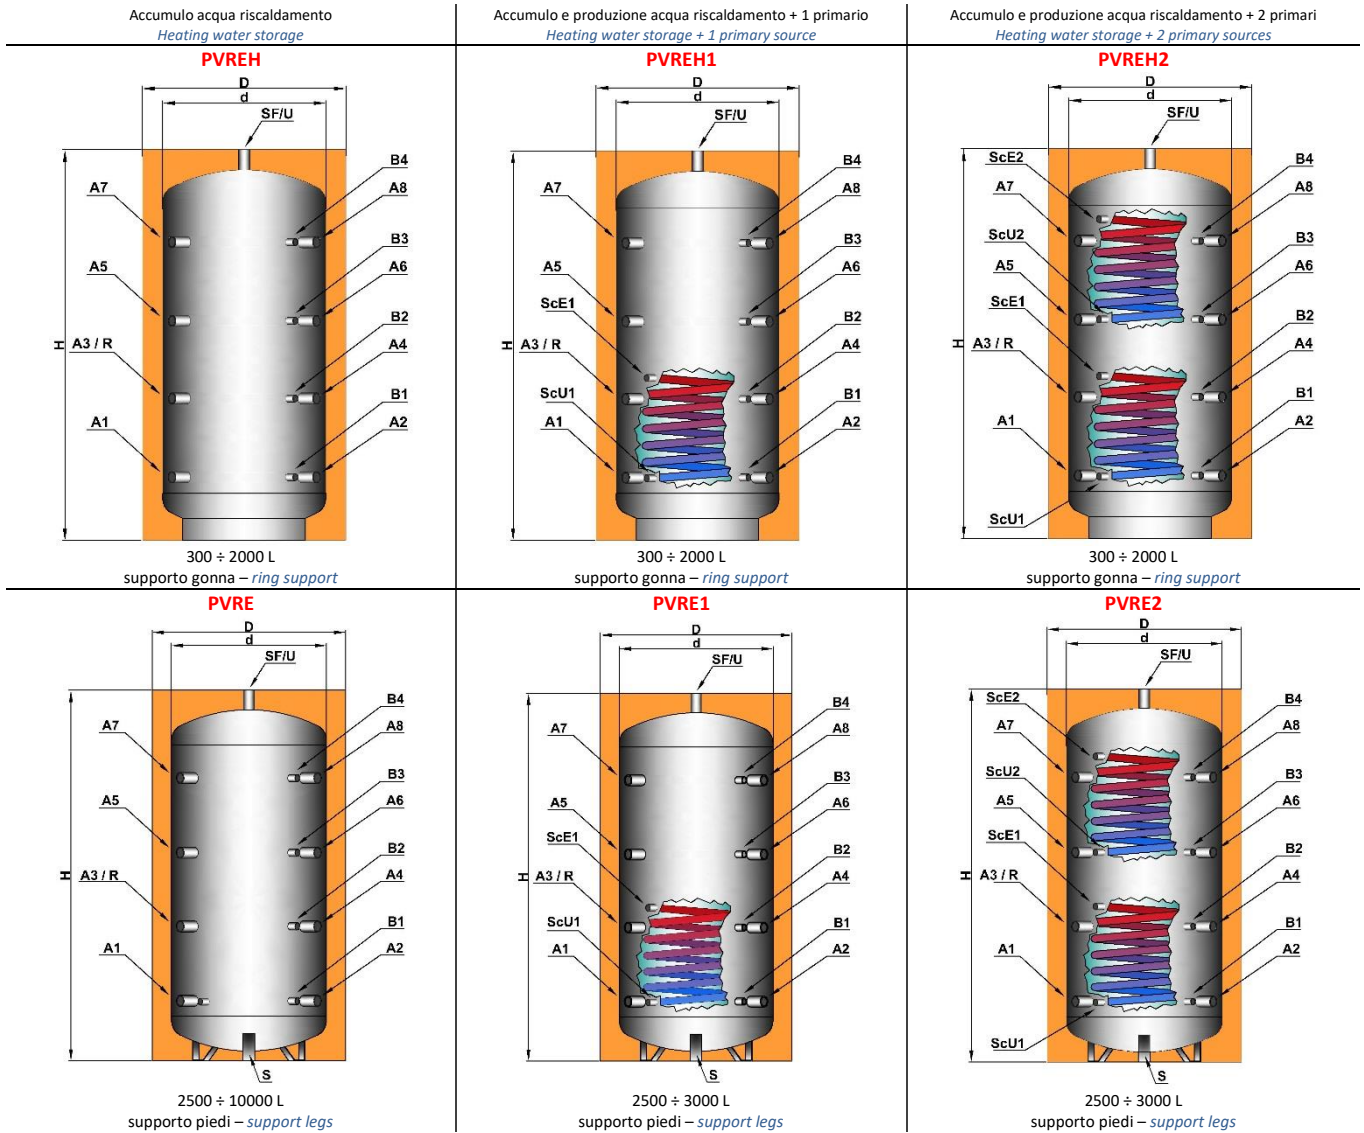 Accumulo acqua riscaldamento
Heating water storage
Accumulo e produzione acqua riscaldamento + 1 primario
Heating water storage + 1 primary source
Accumulo e produzione acqua riscaldamento + 2 primari
Heating water storage + 2 primary sources
PVREH
D
d
SF/U
B4
A7
A8
B3
A5
A6
B2
H
A3 / R
A4
B1
A1
A2
300 ÷ 2000 L
supporto gonna – ring support
PVREH1
D
d
SF/U
B4
A7
A8
B3
A5
A6
ScE1
B2
H
A3 / R
A4
ScU1
B1
A1
A2
300 ÷ 2000 L
supporto gonna – ring support
PVREH2
D
d
SF/U
ScE2
B4
A7
A8
ScU2
B3
A5
A6
ScE1
B2
H
A3 / R
A4
B1
A1
A2
ScU1
300 ÷ 2000 L
supporto gonna – ring support
PVRE
D
d
SF/U
B4
A7
A8
B3
A5
A6
B2
H
A3 / R
A4
B1
A1
A2
S
2500 ÷ 10000 L
supporto piedi – support legs
PVRE1
D
d
SF/U
B4
A7
A8
B3
A5
A6
ScE1
B2
H
A3 / R
A4
ScU1
B1
A1
A2
S
2500 ÷ 3000 L
supporto piedi – support legs
PVRE2
D
d
SF/U
ScE2
B4
A7
A8
ScU2
B3
A5
A6
ScE1
B2
H
A3 / R
A4
B1
A1
A2
ScU1
S
2500 ÷ 3000 L
supporto piedi – support legs